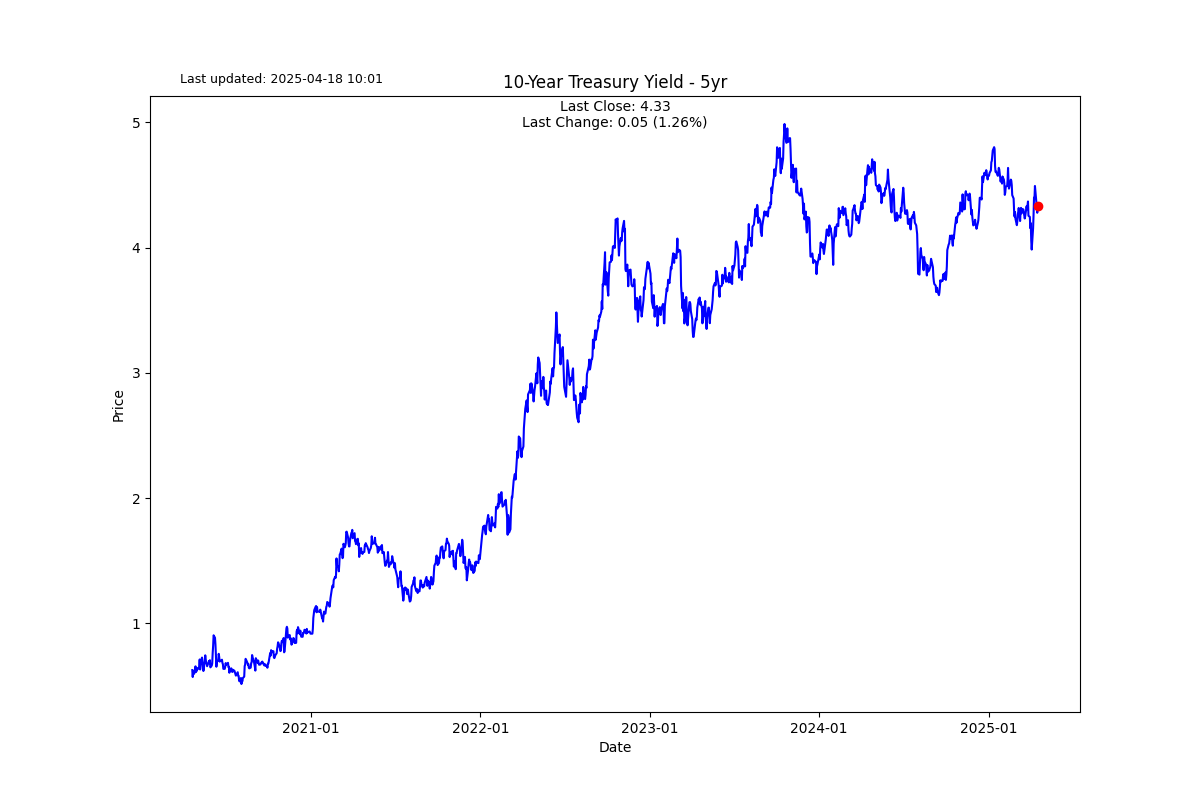 Last updated: 2025-04-18 10:01
10-Year Treasury Yield - 5yr
Last Close: 4.33
Last Change: 0.05 (1.26%)
5
4
3
2
1
Price
2021-01
2022-01
2023-01
2024-01
2025-01
Date